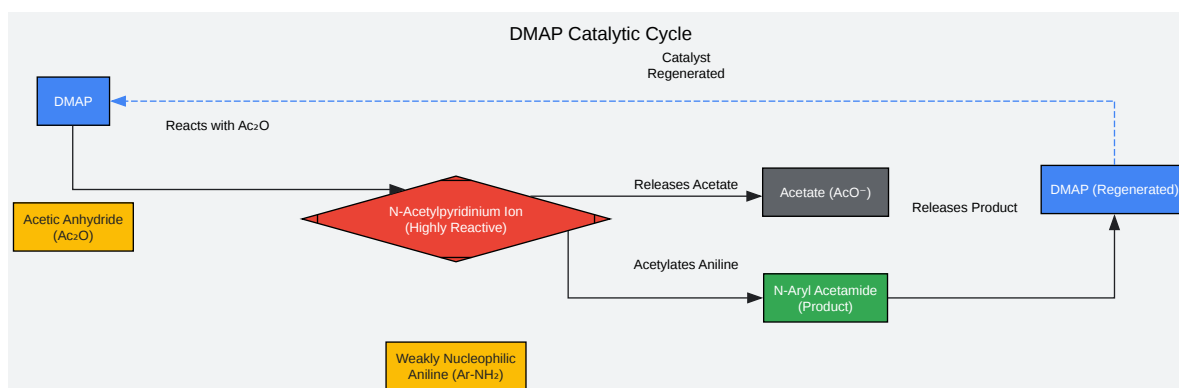 DMAP Catalytic Cycle
Catalyst
Regenerated
DMAP
Reacts with Ac₂O
Releases Acetate
Acetate (AcO⁻)
DMAP (Regenerated)
Acetic Anhydride
(Ac₂O)
N-Acetylpyridinium Ion
(Highly Reactive)
Releases Product
Acetylates Aniline
N-Aryl Acetamide
(Product)
Weakly Nucleophilic
Aniline (Ar-NH₂)